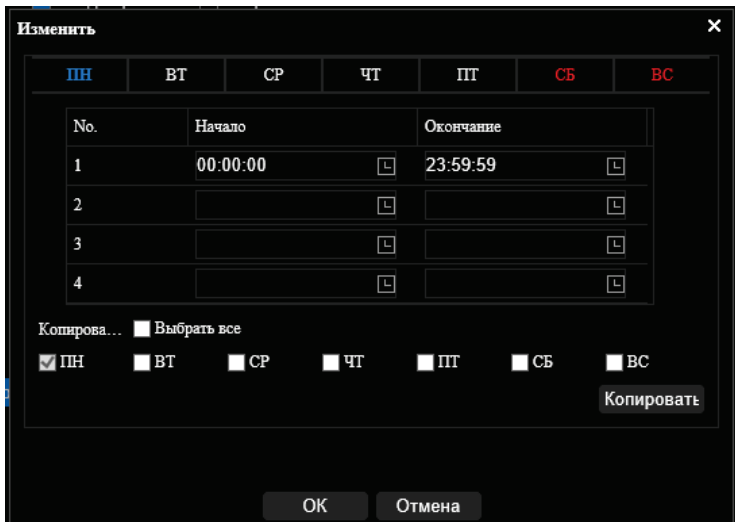 Изменить
ПН ВТ СР ЧТ ПТ СБ ВС
No. Начало Окончание
1 00:00:00 23:59:59
2
3
4
Копирова... Выбрать все
ПН ВТ СР ЧТ ПТ СБ ВС
Копировать
ОК Отмена